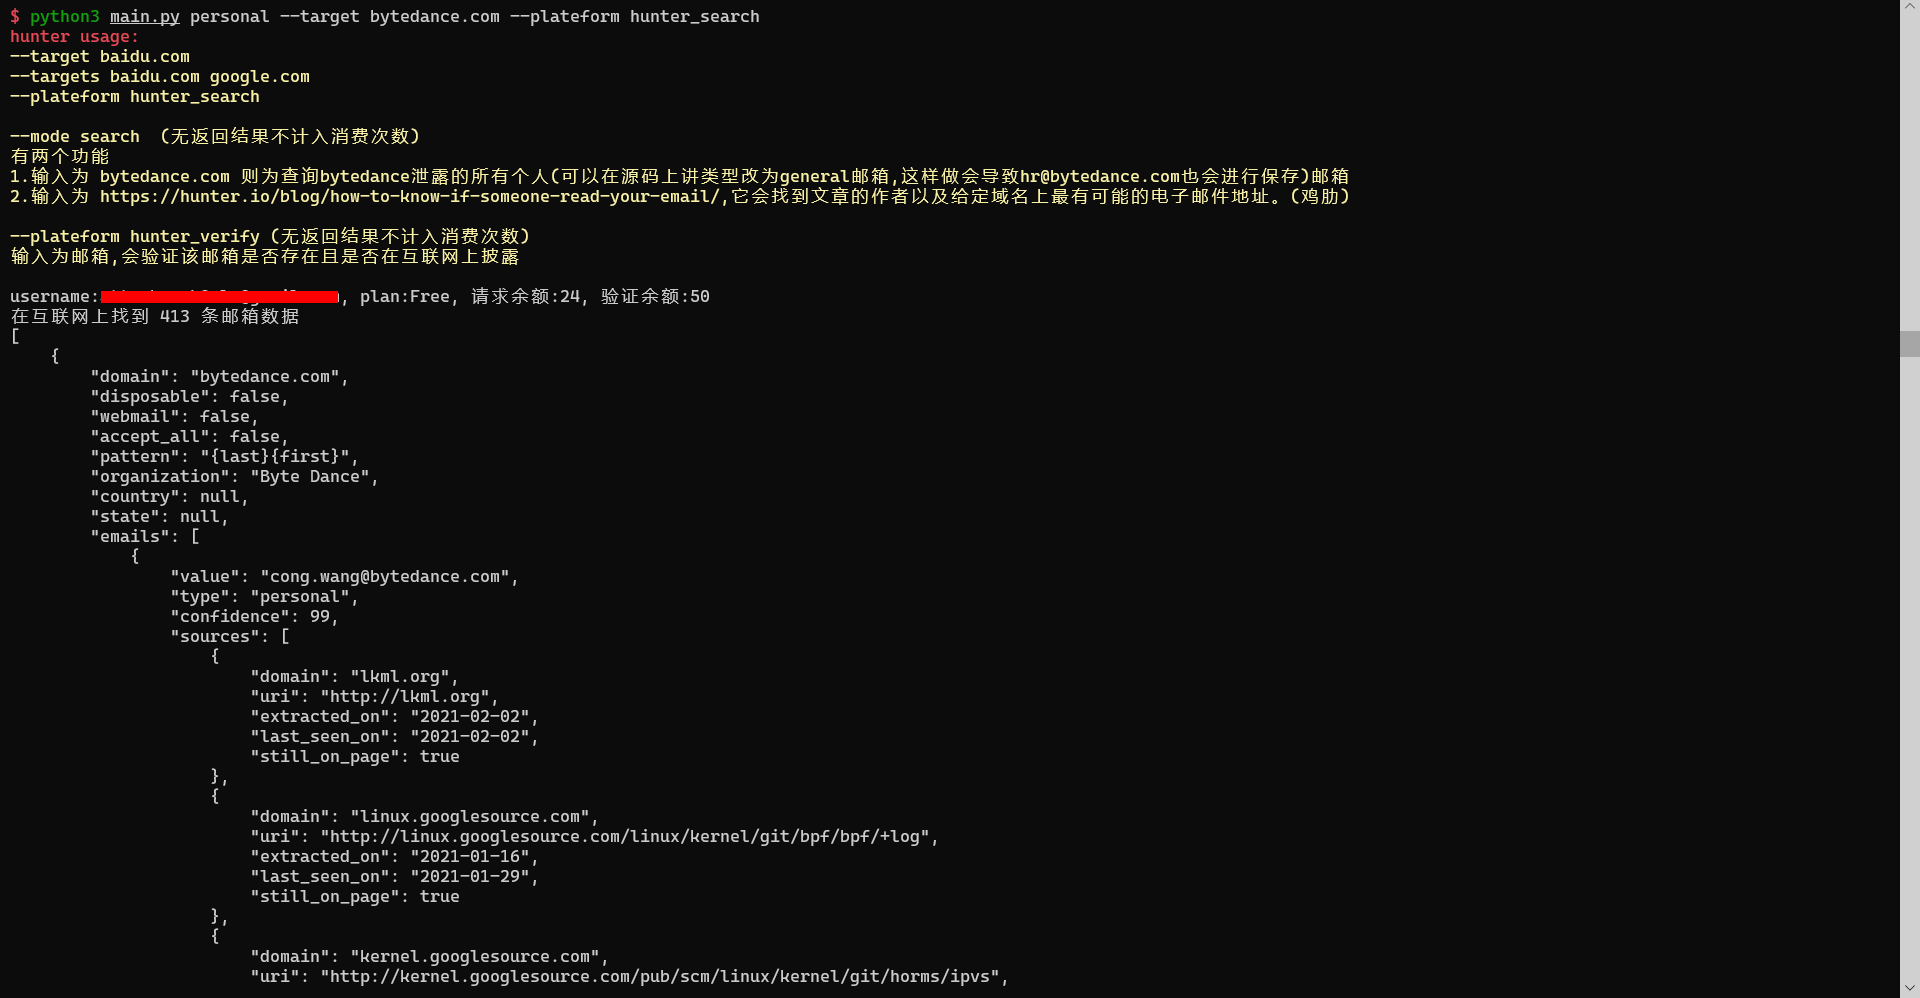 $ python3 main.py personal --target bytedance.com --plateform hunter_search
hunter usage:
--target baidu.com
--targets baidu.com google.com
--plateform hunter_search
--mode search （无返回结果不计入消费次数)
有两个功能
1.输入为 bytedance.com 则为查询bytedance泄露的所有个人(可以在源码上讲类型改为general邮箱,这样做会导致hr@bytedance.com也会进行保存)邮箱
2.输入为 https://hunter.io/blog/how-to-know-if-someone-read-your-email/,它会找到文章的作者以及给定域名上最有可能的电子邮件地址。(鸡肋)
--plateform hunter_verify (无返回结果不计入消费次数)
输入为邮箱,会验证该邮箱是否存在且是否在互联网上披露
username: , plan:Free, 请求余额:24, 验证余额:50
在互联网上找到 413 条邮箱数据
[
{
"domain": "bytedance.com",
"disposable": false,
"webmail": false,
"accept_all": false,
"pattern": "{last}{first}",
"organization": "Byte Dance",
"country": null,
"state": null,
"emails": [
{
"value": "cong.wang@bytedance.com",
"type": "personal",
"confidence": 99,
"sources": [
{
"domain": "lkml.org",
"uri": "http://lkml.org",
"extracted_on": "2021-02-02",
"last_seen_on": "2021-02-02",
"still_on_page": true
},
{
"domain": "linux.googlesource.com",
"uri": "http://linux.googlesource.com/linux/kernel/git/bpf/bpf/+log",
"extracted_on": "2021-01-16",
"last_seen_on": "2021-01-29",
"still_on_page": true
},
{
"domain": "kernel.googlesource.com",
"uri": "http://kernel.googlesource.com/pub/scm/linux/kernel/git/horms/ipvs",